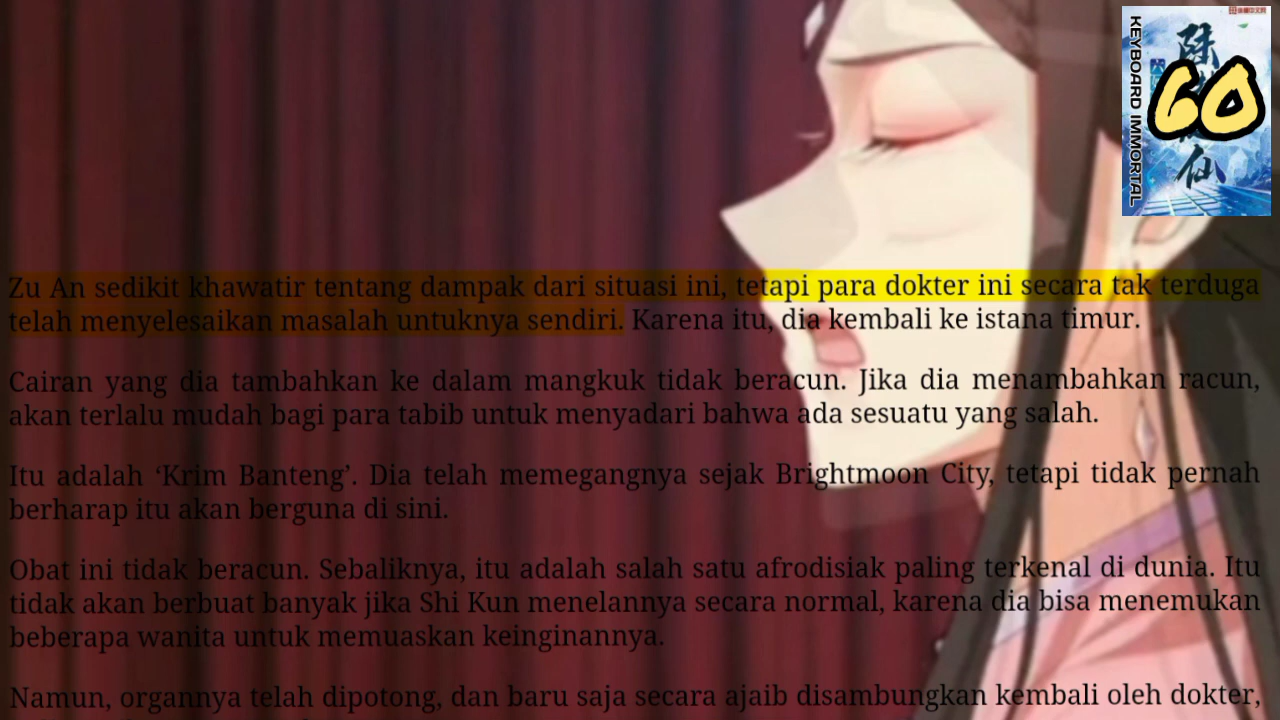 KEYBOARD IMMORTAL
60
仙
Zu An sedikit khawatir tentang dampak dari situasi ini, tetapi para dokter ini secara tak terduga
telah menyelesaikan masalah untuknya sendiri. Karena itu, dia kembali ke istana timur.
Cairan yang dia tambahkan ke dalam mangkuk tidak beracun. Jika dia menambahkan racun,
akan terlalu mudah bagi para tabib untuk menyadari bahwa ada sesuatu yang salah.
Itu adalah ‘Krim Banteng’. Dia telah memegangnya sejak Brightmoon City, tetapi tidak pernah
berharap itu akan berguna di sini.
Obat ini tidak beracun. Sebaliknya, itu adalah salah satu afrodisiak paling terkenal di dunia. Itu
tidak akan berbuat banyak jika Shi Kun menelannya secara normal, karena dia bisa menemukan
beberapa wanita untuk memuaskan keinginannya.
Namun, organnya telah dipotong, dan baru saja secara ajaib disambungkan kembali oleh dokter,